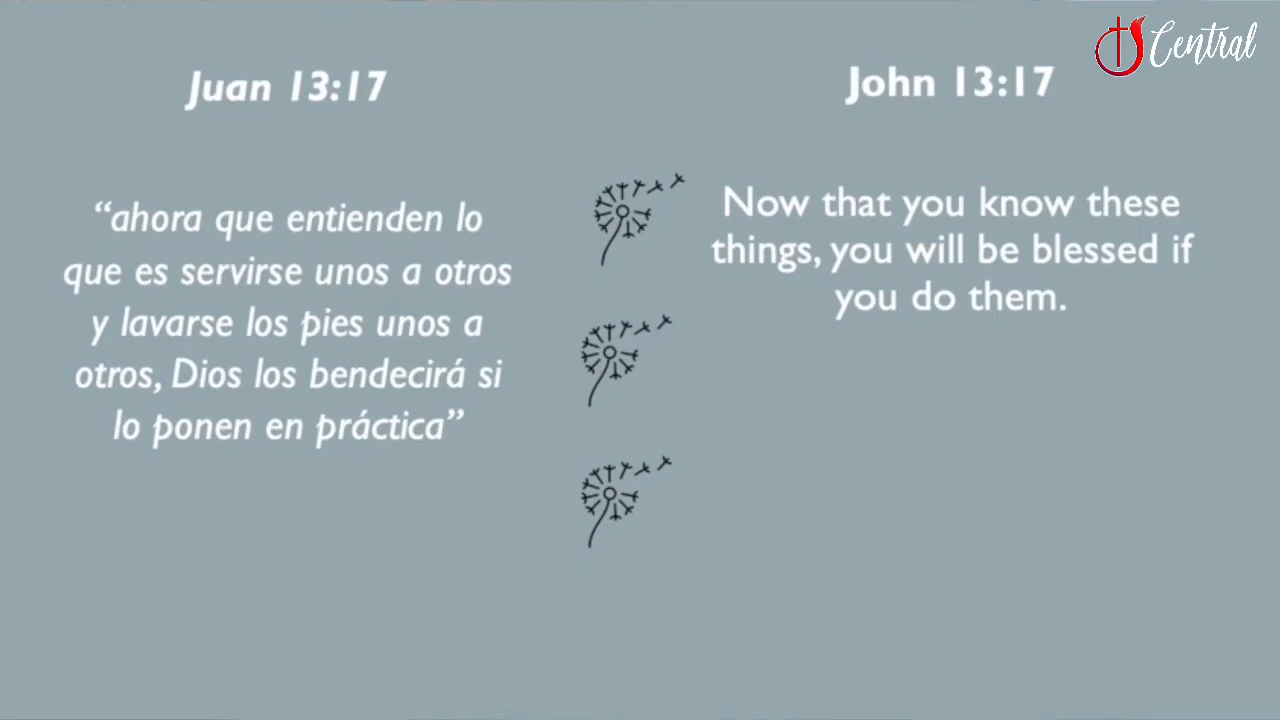 Central
Juan 13:17
“ahora que entienden lo
que es servirse unos a otros
y lavarse los pies unos a
otros, Dios los bendecirá si
lo ponen en práctica”
John 13:17
Now that you know these
things, you will be blessed if
you do them.